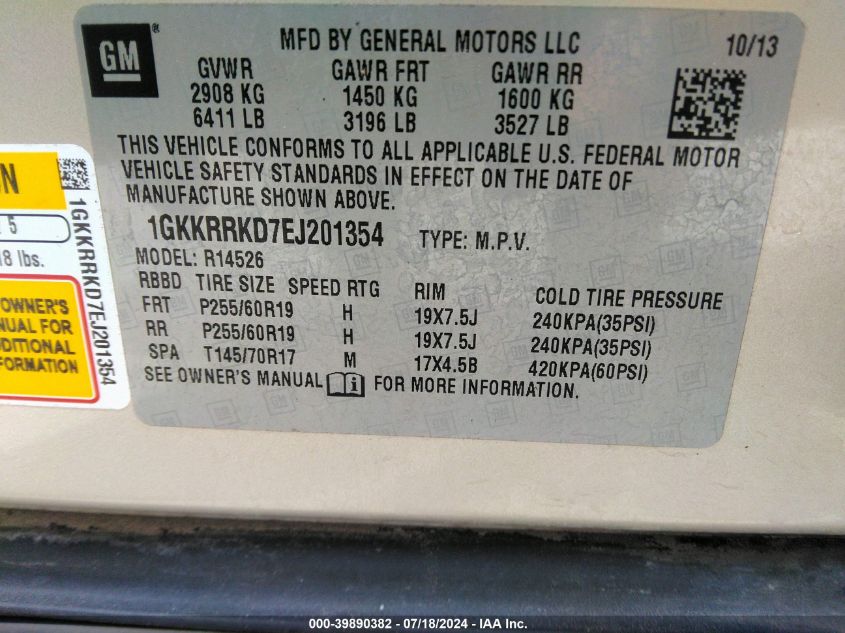 GM
®
MFD BY GENERAL MOTORS LLC 10/13
GVWR GAWR FRT GAWR RR
2908 KG 1450 KG 1600 KG
6411 LB 3196 LB 3527 LB
THIS VEHICLE CONFORMS TO ALL APPLICABLE U.S. FEDERAL MOTOR
VEHICLE SAFETY STANDARDS IN EFFECT ON THE DATE OF
MANUFACTURE SHOWN ABOVE.
1GKKRRKD7EJ201354 TYPE: M.P.V.
MODEL: R14526
RBBD TIRE SIZE SPEED RTG RIM COLD TIRE PRESSURE
FRT P255/60R19 H 19X7.5J 240KPA(35PSI)
RR P255/60R19 H 19X7.5J 240KPA(35PSI)
SPA T145/70R17 M 17X4.5B 420KPA(60PSI)
SEE OWNER'S MANUAL i FOR MORE INFORMATION.
5
lbs.
OWNER'S
FOR
1GKKRRKD7EJ201354
000-39890382 / 07/18/2024 - IAA Inc.